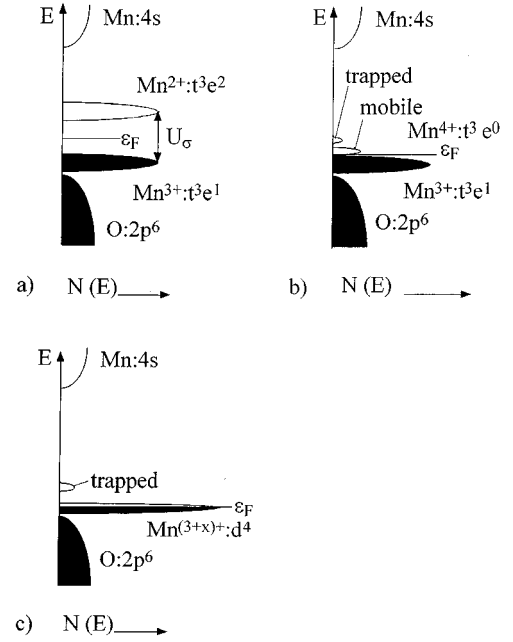 E
Mn:4s
Mn²⁺:t³e²
εF
Uσ
Mn³⁺:t³e¹
O:2p⁶
a) N (E)
E
Mn:4s
trapped
mobile
Mn⁴⁺:t³ e⁰
εF
Mn³⁺:t³e¹
O:2p⁶
b) N (E)
E
Mn:4s
trapped
εF
Mn⁽³⁺ˣ⁾⁺:d⁴
O:2p⁶
c) N (E)